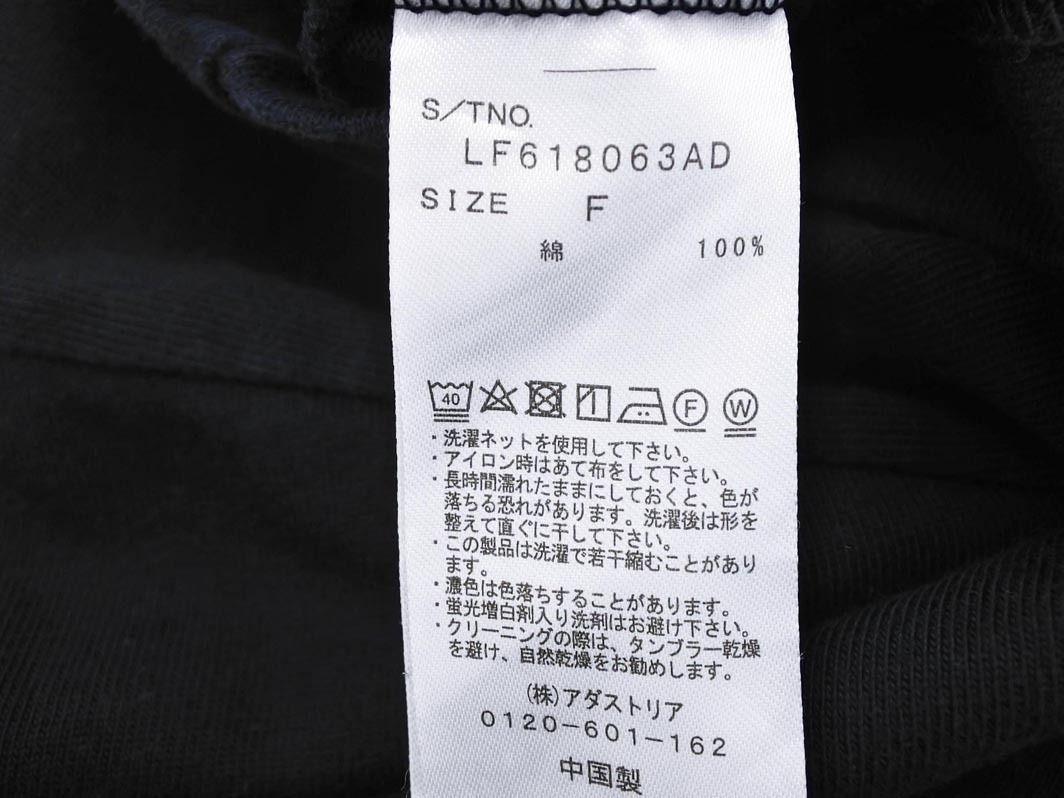 S/TNO.
LF618063AD
SIZE F
綿 100%
40 F W
・洗濯ネットを使用して下さい。
・アイロン時はあて布をして下さい。
・長時間濡れたままにしておくと、色が
落ちる恐れがあります。洗濯後は形を
整えて直ぐに干して下さい。
・この製品は洗濯で若干縮むことがあり
ます。
・濃色は色落ちすることがあります。
・蛍光増白剤入り洗剤はお避け下さい。
・クリーニングの際は、タンブラー乾燥
を避け、自然乾燥をお勧めします。
(株)アダストリア
0120-601-162
中国製